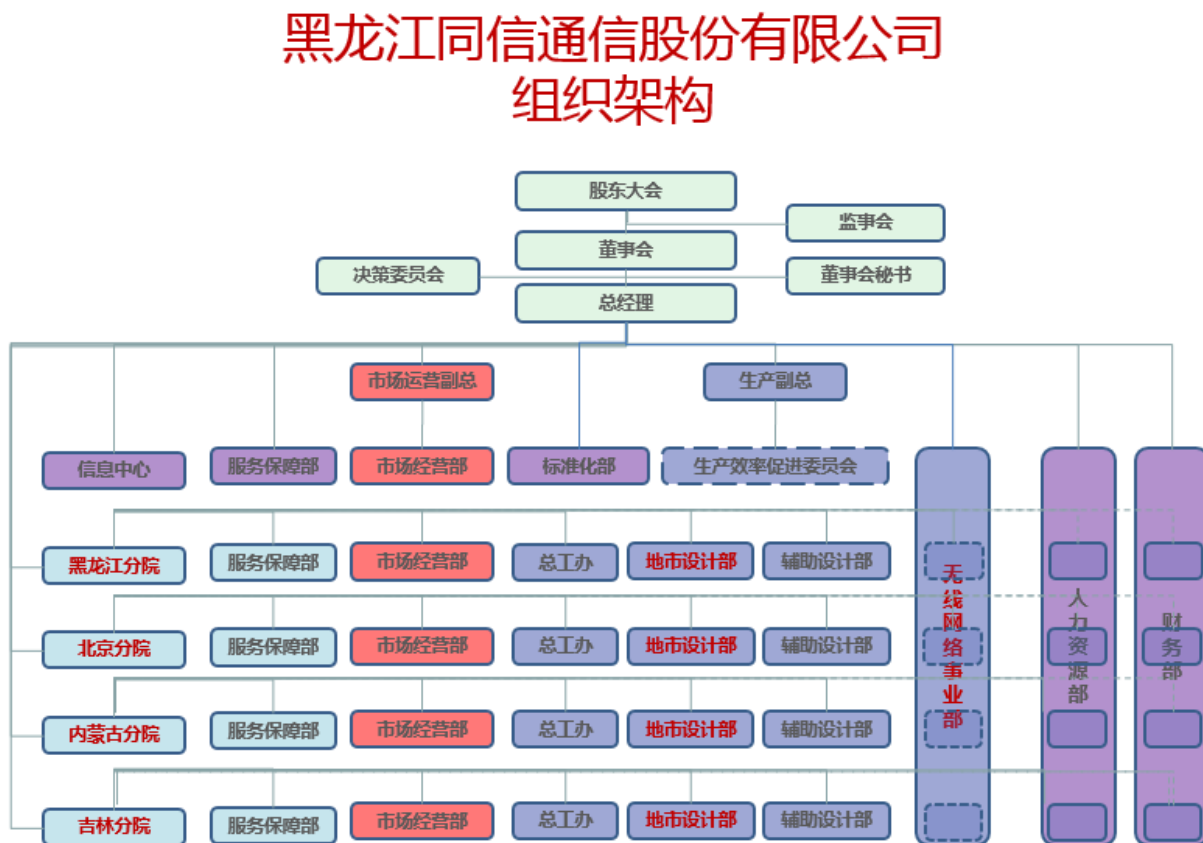 黑龙江同信通信股份有限公司
组织架构
股东大会
监事会
董事会
决策委员会
董事会秘书
总经理
市场运营副总
生产副总
信息中心
服务保障部
市场经营部
标准化部
生产效率促进委员会
无线网络事业部
人力资源部
财务部
黑龙江分院
服务保障部
市场经营部
总工办
地市设计部
辅助设计部
北京分院
服务保障部
市场经营部
总工办
地市设计部
辅助设计部
内蒙古分院
服务保障部
市场经营部
总工办
地市设计部
辅助设计部
吉林分院
服务保障部
市场经营部
总工办
地市设计部
辅助设计部